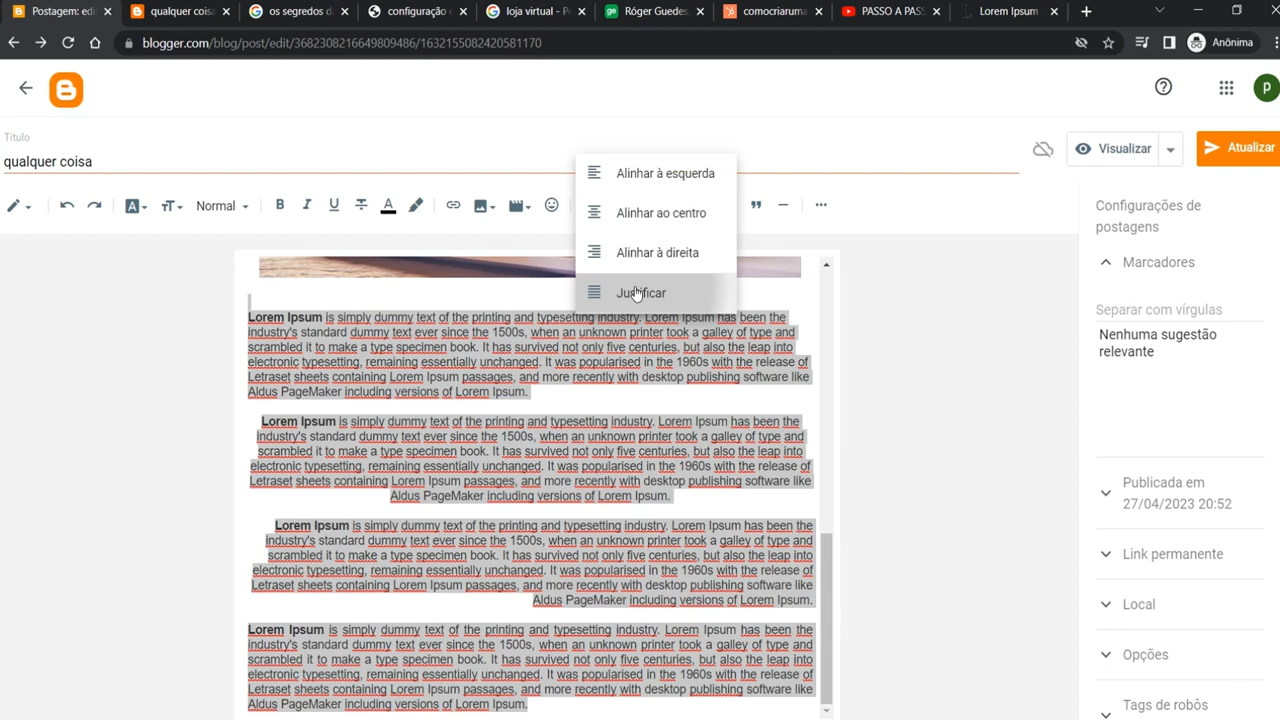 Postagem: edi
qualquer coisa
os segredos da
configuração d
loja virtual - P
Róger Guedes,
comocriaruma
PASSO A PASS
Lorem Ipsum
blogger.com/blog/post/edit/3682308216649809486/1632155082420581170
Anônima
Título
qualquer coisa
Visualizar
Atualizar
Normal
Alinhar à esquerda
Alinhar ao centro
Alinhar à direita
Justificar
Lorem Ipsum is simply dummy text of the printing and typesetting industry. Lorem Ipsum has been the
industry's standard dummy text ever since the 1500s, when an unknown printer took a galley of type and
scrambled it to make a type specimen book. It has survived not only five centuries, but also the leap into
electronic typesetting, remaining essentially unchanged. It was popularised in the 1960s with the release of
Letraset sheets containing Lorem Ipsum passages, and more recently with desktop publishing software like
Aldus PageMaker including versions of Lorem Ipsum.
Lorem Ipsum is simply dummy text of the printing and typesetting industry. Lorem Ipsum has been the
industry's standard dummy text ever since the 1500s, when an unknown printer took a galley of type and
scrambled it to make a type specimen book. It has survived not only five centuries, but also the leap into
electronic typesetting, remaining essentially unchanged. It was popularised in the 1960s with the release of
Letraset sheets containing Lorem Ipsum passages, and more recently with desktop publishing software like
Aldus PageMaker including versions of Lorem Ipsum.
Lorem Ipsum is simply dummy text of the printing and typesetting industry. Lorem Ipsum has been the
industry's standard dummy text ever since the 1500s, when an unknown printer took a galley of type and
scrambled it to make a type specimen book. It has survived not only five centuries, but also the leap into
electronic typesetting, remaining essentially unchanged. It was popularised in the 1960s with the release of
Letraset sheets containing Lorem Ipsum passages, and more recently with desktop publishing software like
Aldus PageMaker including versions of Lorem Ipsum.
Lorem Ipsum is simply dummy text of the printing and typesetting industry. Lorem Ipsum has been the
industry's standard dummy text ever since the 1500s, when an unknown printer took a galley of type and
scrambled it to make a type specimen book. It has survived not only five centuries, but also the leap into
electronic typesetting, remaining essentially unchanged. It was popularised in the 1960s with the release of
Letraset sheets containing Lorem Ipsum passages, and more recently with desktop publishing software like
Aldus PageMaker including versions of Lorem Ipsum.
Configurações de
postagens
Marcadores
Separar com vírgulas
Nenhuma sugestão
relevante
Publicada em
27/04/2023 20:52
Link permanente
Local
Opções
Tags de robôs